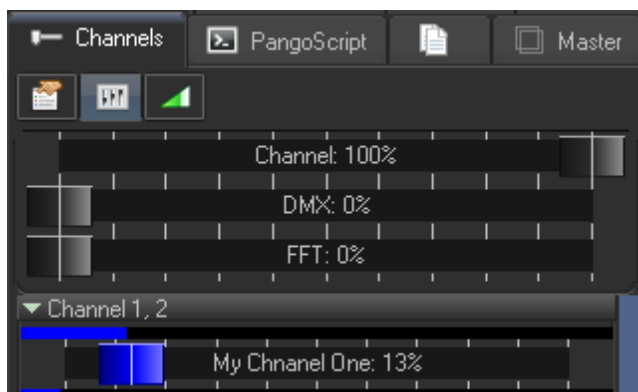 Channels PangoScript Master
Channel: 100%
DMX: 0%
FFT: 0%
Channel 1, 2
My Chnanel One: 13%